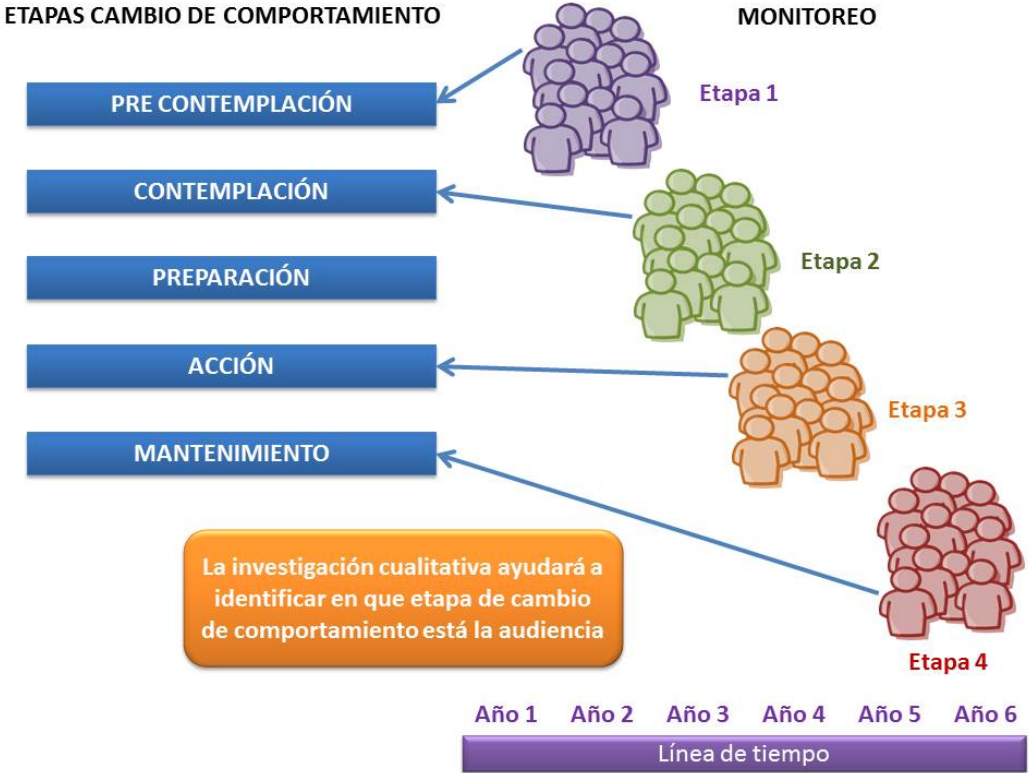 ETAPAS CAMBIO DE COMPORTAMIENTO
MONITOREO
PRE CONTEMPLACIÓN
Etapa 1
CONTEMPLACIÓN
Etapa 2
PREPARACIÓN
ACCIÓN
Etapa 3
MANTENIMIENTO
La investigación cualitativa ayudará a
identificar en que etapa de cambio
de comportamiento está la audiencia
Etapa 4
Año 1 Año 2 Año 3 Año 4 Año 5 Año 6
Línea de tiempo